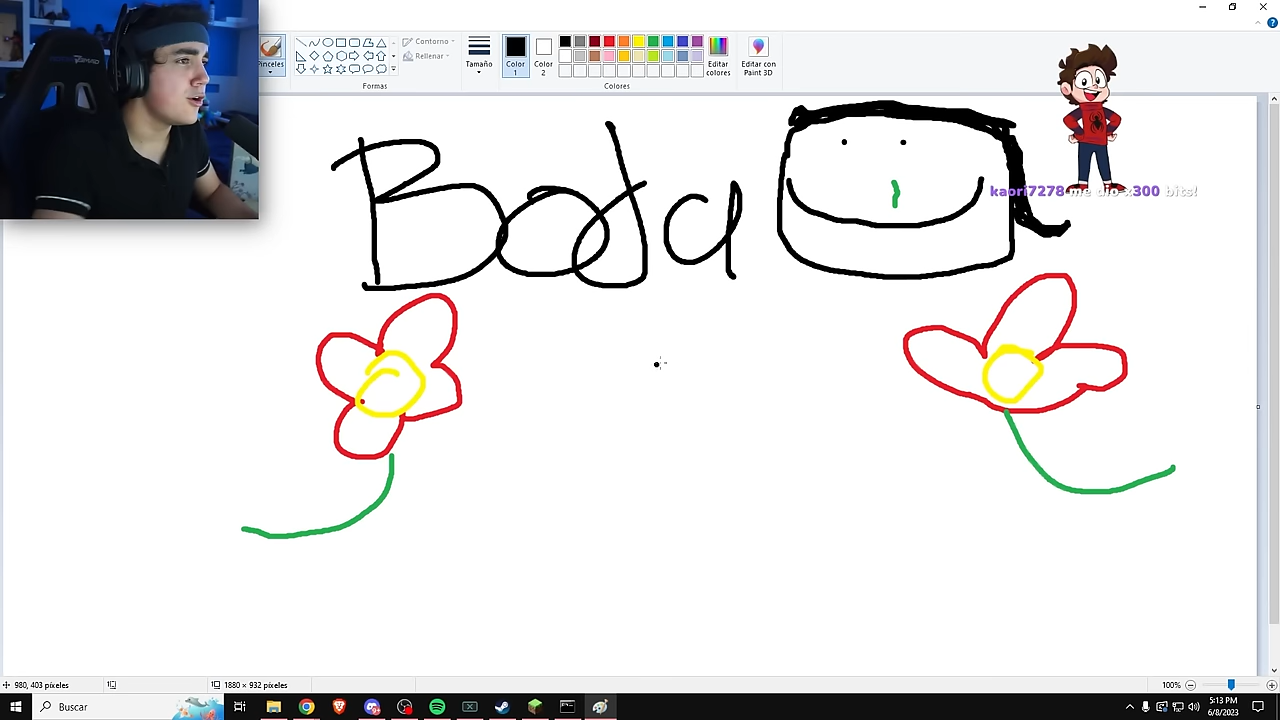 Pinceles
Contorno
Rellenar
Formas
Tamaño
Color 1
Color 2
Colores
Editar colores
Editar con Paint 3D
Boda
kaori7278 me dio x300 bits!
980, 403 píxeles
1880 × 932 píxeles
100%
Buscar
5:13 PM
6/8/2023